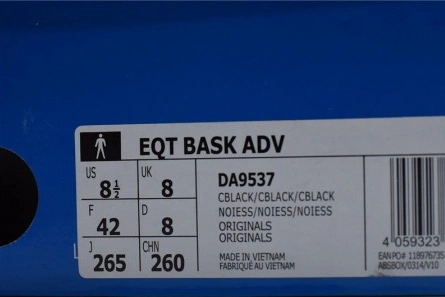 EQT BASK ADV
US 8½ UK 8
F 42 D 8
J 265 CHN 260
DA9537
CBLACK/CBLACK/CBLACK
NOIESS/NOIESS/NOIESS
ORIGINALS
ORIGINALS
MADE IN VIETNAM
FABRIQUÉ AU VIETNAM
4 059323
EAN PO# 118976735
ABSBOX/0314/V10